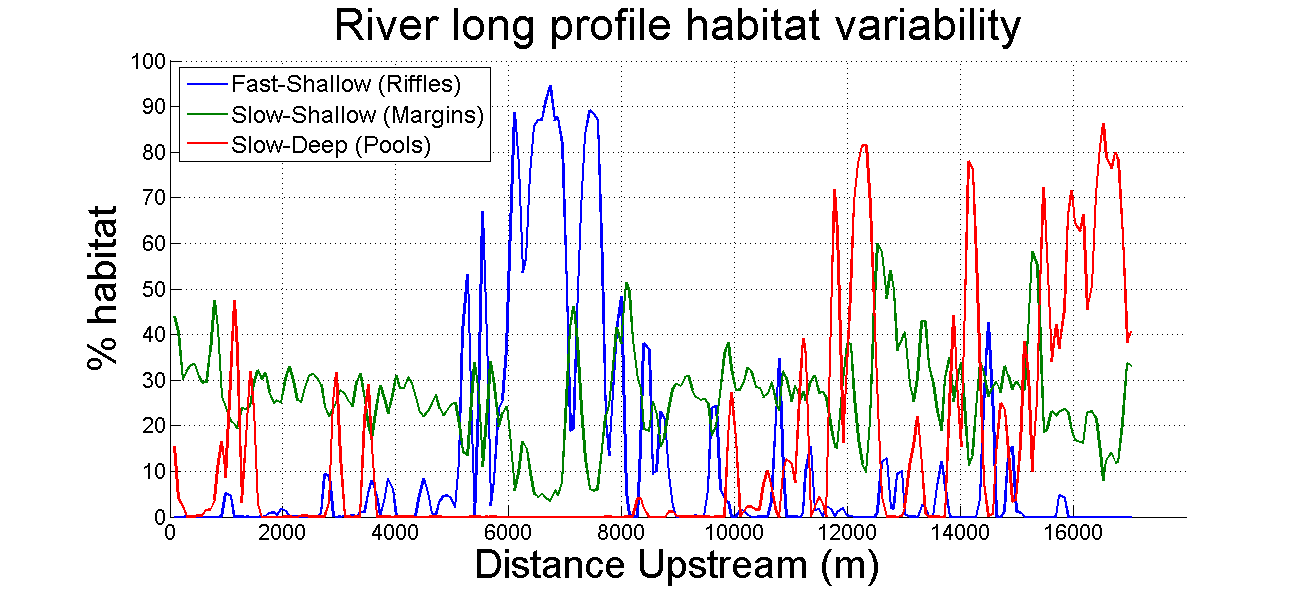 River long profile habitat variability
100
90
80
70
60
50
40
30
20
10
0
% habitat
Fast-Shallow (Riffles)
Slow-Shallow (Margins)
Slow-Deep (Pools)
0 2000 4000 6000 8000 10000 12000 14000 16000
Distance Upstream (m)